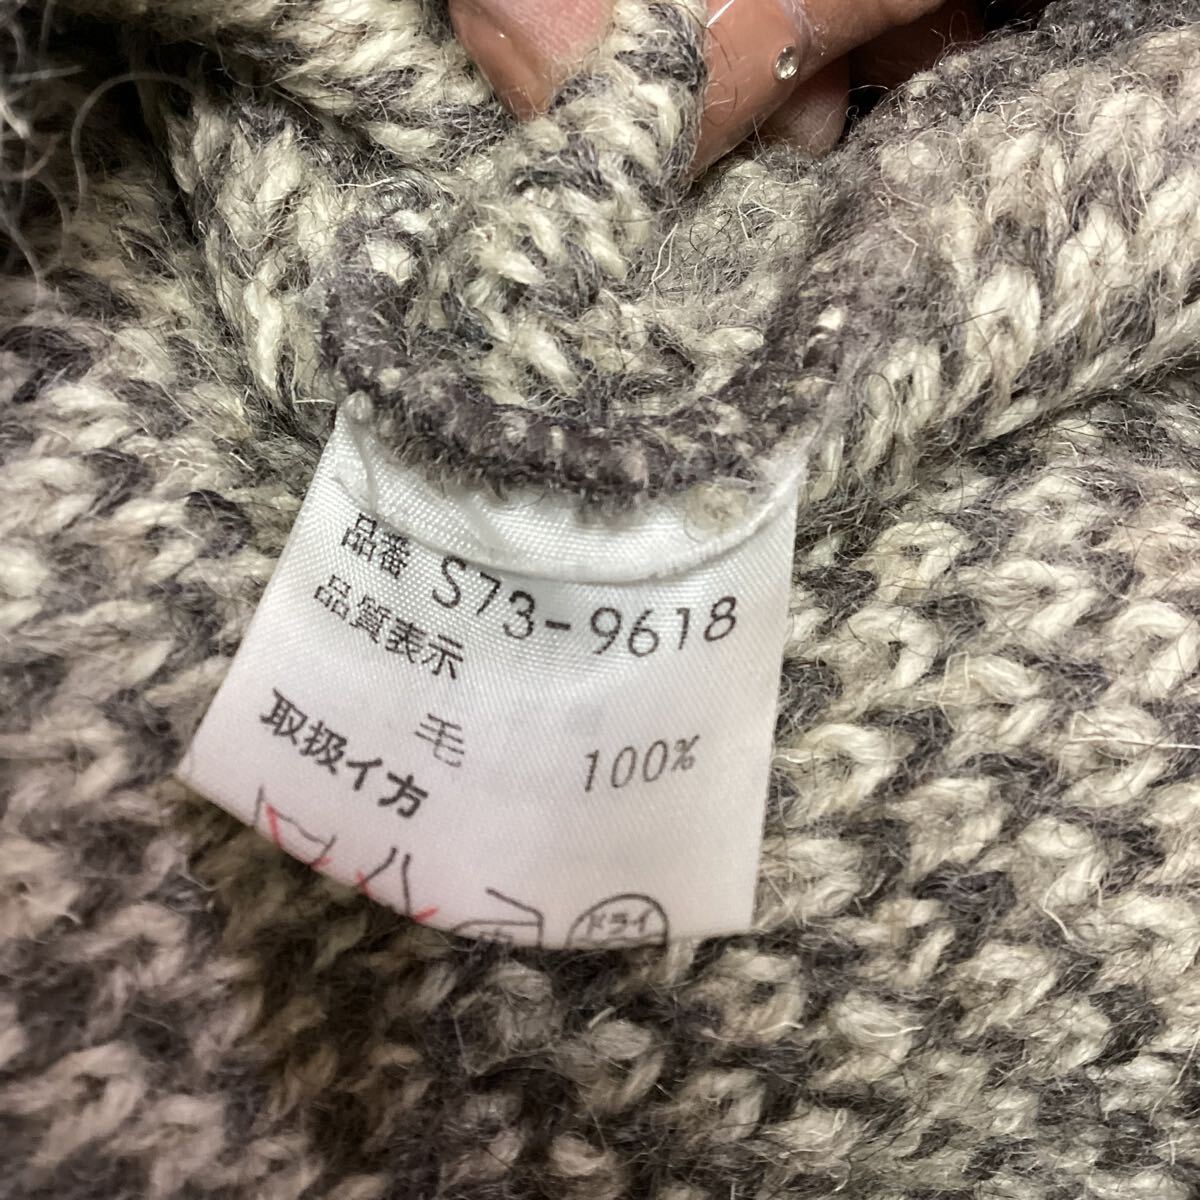 品番 S73-9618
品質表示
毛 100%
取扱イ方
ドライ